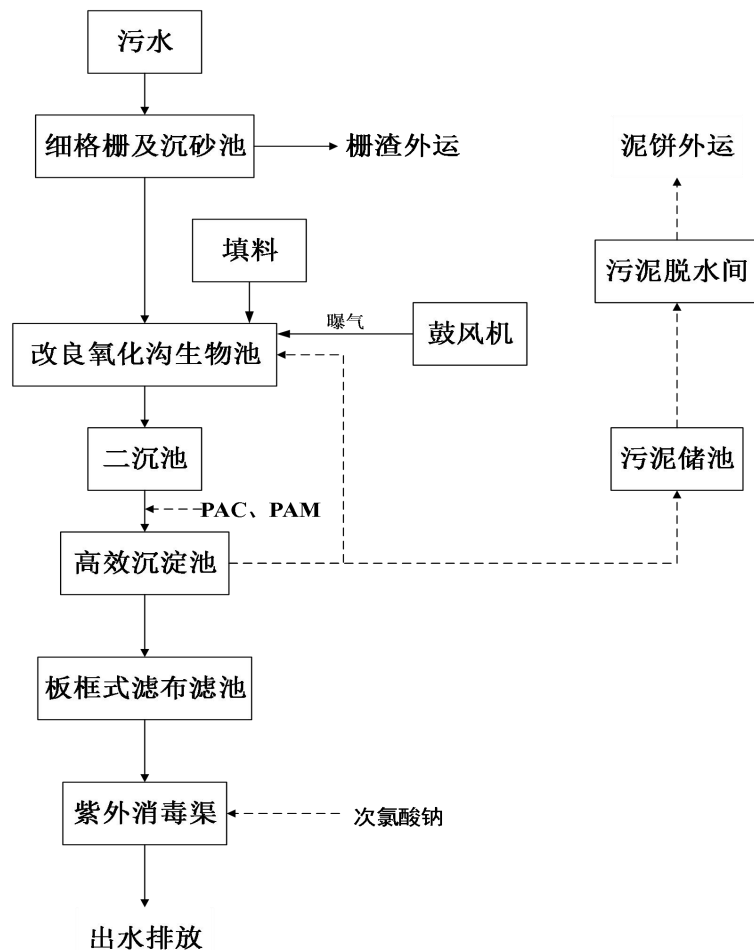 污水
细格栅及沉砂池
栅渣外运
泥饼外运
填料
污泥脱水间
曝气
改良氧化沟生物池
鼓风机
二沉池
污泥储池
PAC、PAM
高效沉淀池
板框式滤布滤池
紫外消毒渠
次氯酸钠
出水排放